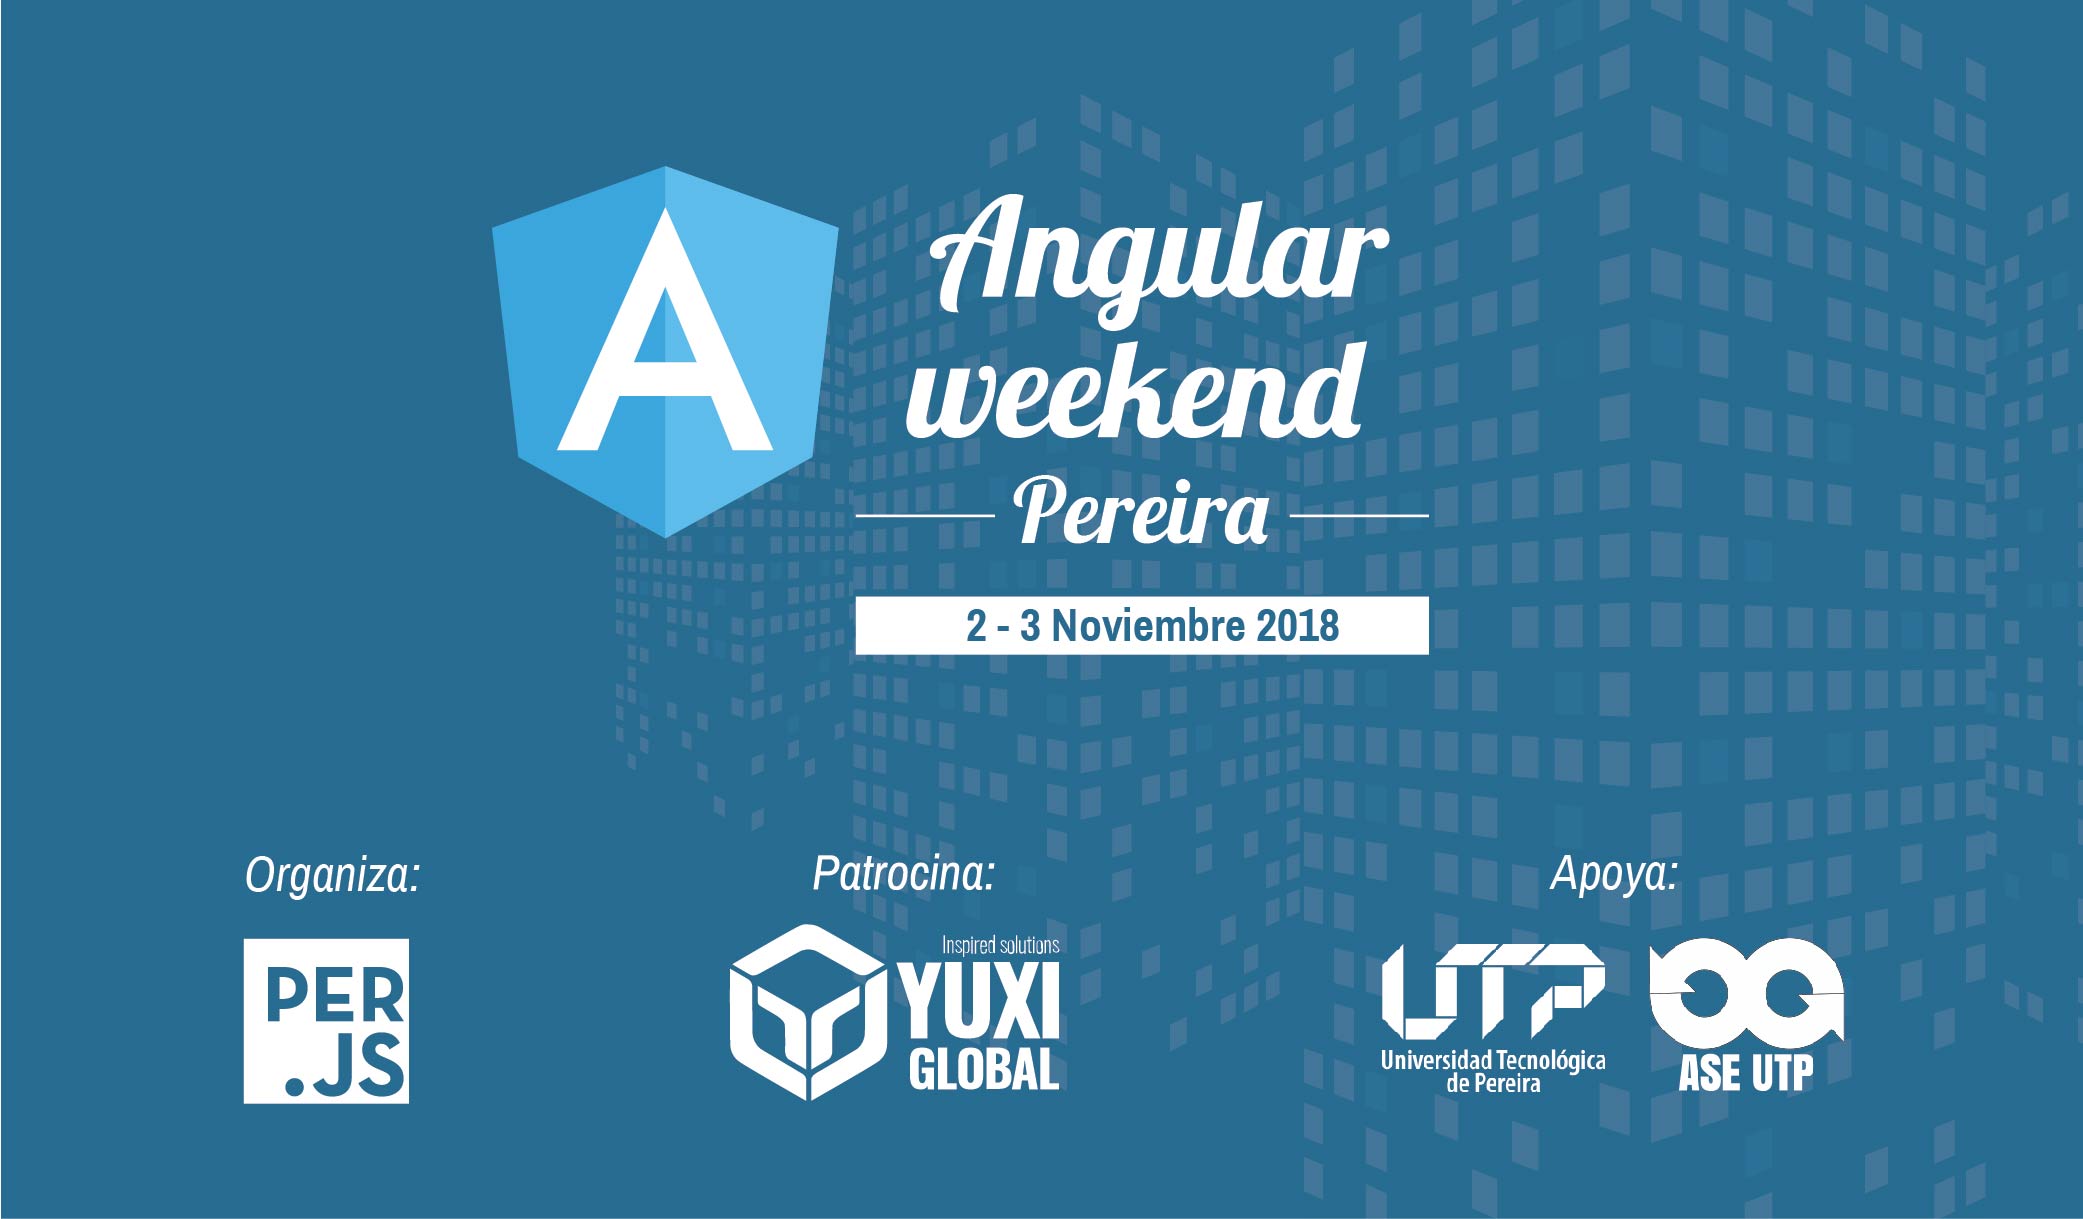 A
Angular
weekend
Pereira
2 - 3 Noviembre 2018
Organiza:
PER
.JS
Patrocina:
Inspired solutions
YUXI
GLOBAL
Apoya:
UTP
Universidad Tecnológica
de Pereira
ASE UTP